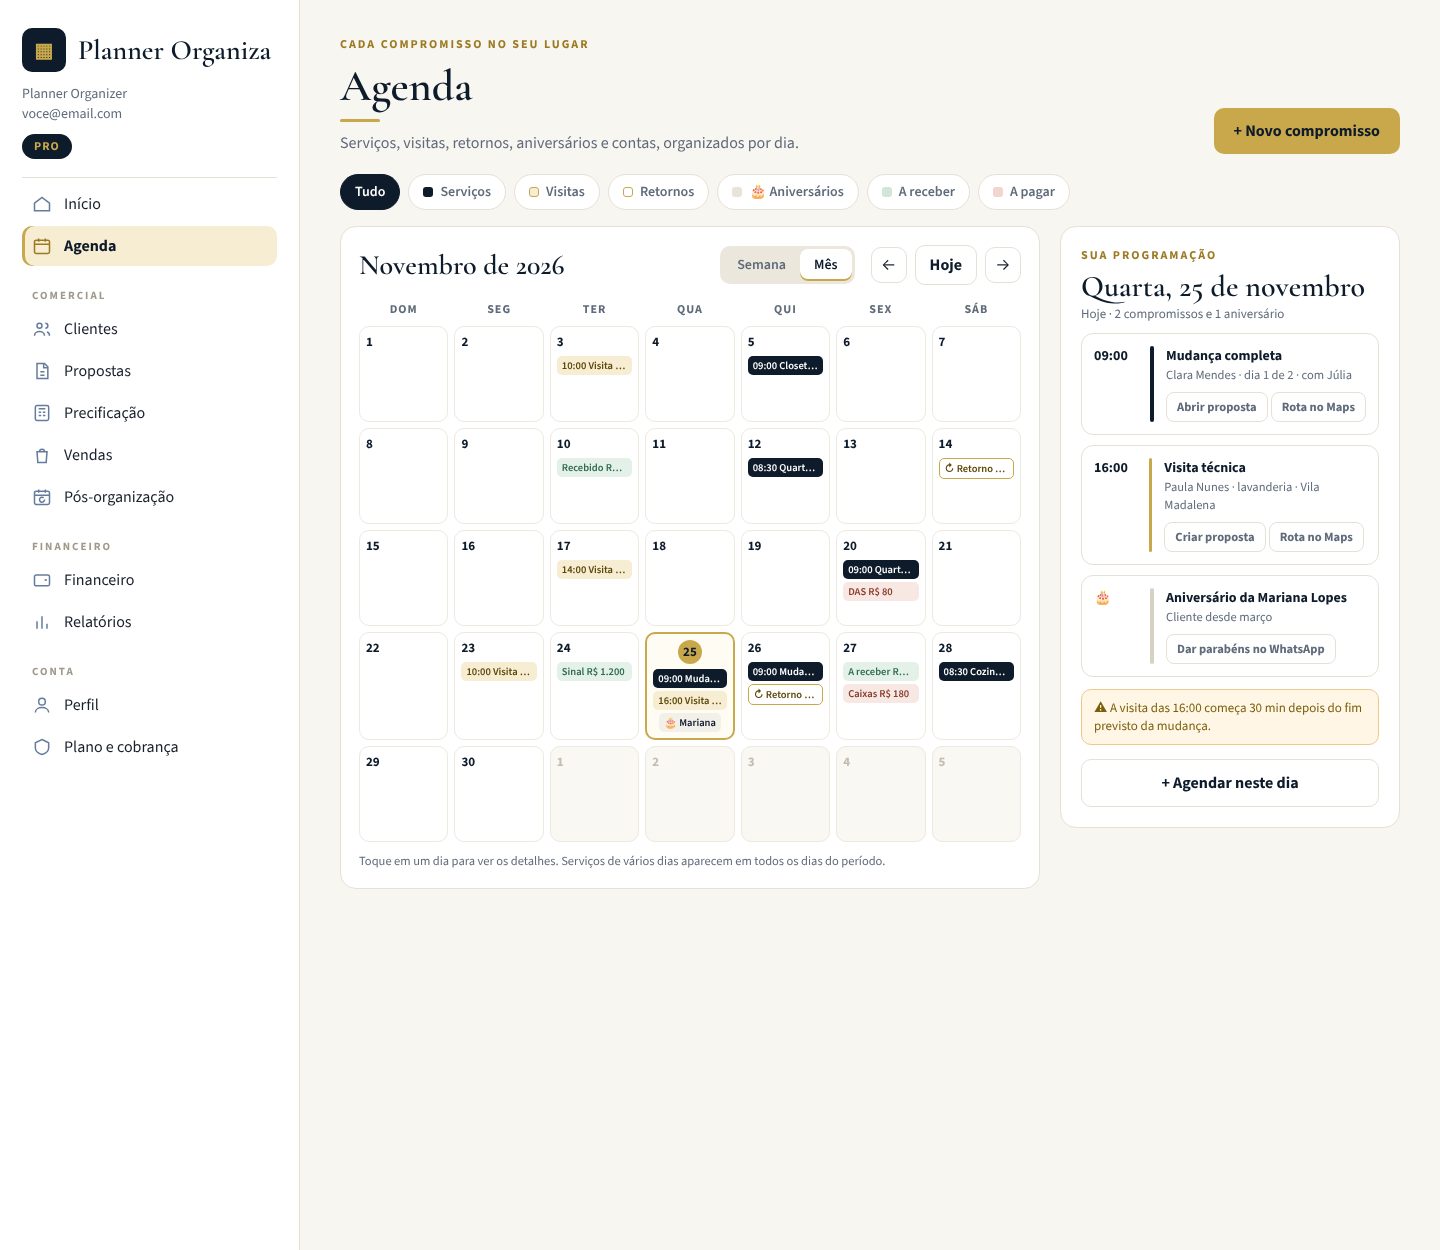 Planner Organiza
Planner Organizer
voce@email.com
PRO
Início
Agenda
COMERCIAL
Clientes
Propostas
Precificação
Vendas
Pós-organização
FINANCEIRO
Financeiro
Relatórios
CONTA
Perfil
Plano e cobrança
CADA COMPROMISSO NO SEU LUGAR
Agenda
Serviços, visitas, retornos, aniversários e contas, organizados por dia.
+ Novo compromisso
Tudo Serviços Visitas Retornos 🎂 Aniversários A receber A pagar
Novembro de 2026
Semana Mês ← Hoje →
DOM SEG TER QUA QUI SEX SÁB
1 2 3 4 5 6 7
10:00 Visita ... 09:00 Closet...
8 9 10 11 12 13 14
Recebido R... 08:30 Quart... ↻ Retorno ...
15 16 17 18 19 20 21
14:00 Visita ... 09:00 Quart...
DAS R$ 80
22 23 24 25 26 27 28
10:00 Visita ... Sinal R$ 1.200 09:00 Muda... 09:00 Muda... A receber R... 08:30 Cozin...
16:00 Visita ... ↻ Retorno ... Caixas R$ 180
🎂 Mariana
29 30 1 2 3 4 5
Toque em um dia para ver os detalhes. Serviços de vários dias aparecem em todos os dias do período.
SUA PROGRAMAÇÃO
Quarta, 25 de novembro
Hoje · 2 compromissos e 1 aniversário
09:00 Mudança completa
Clara Mendes · dia 1 de 2 · com Júlia
Abrir proposta Rota no Maps
16:00 Visita técnica
Paula Nunes · lavanderia · Vila
Madalena
Criar proposta Rota no Maps
🎂 Aniversário da Mariana Lopes
Cliente desde março
Dar parabéns no WhatsApp
⚠ A visita das 16:00 começa 30 min depois do fim
previsto da mudança.
+ Agendar neste dia